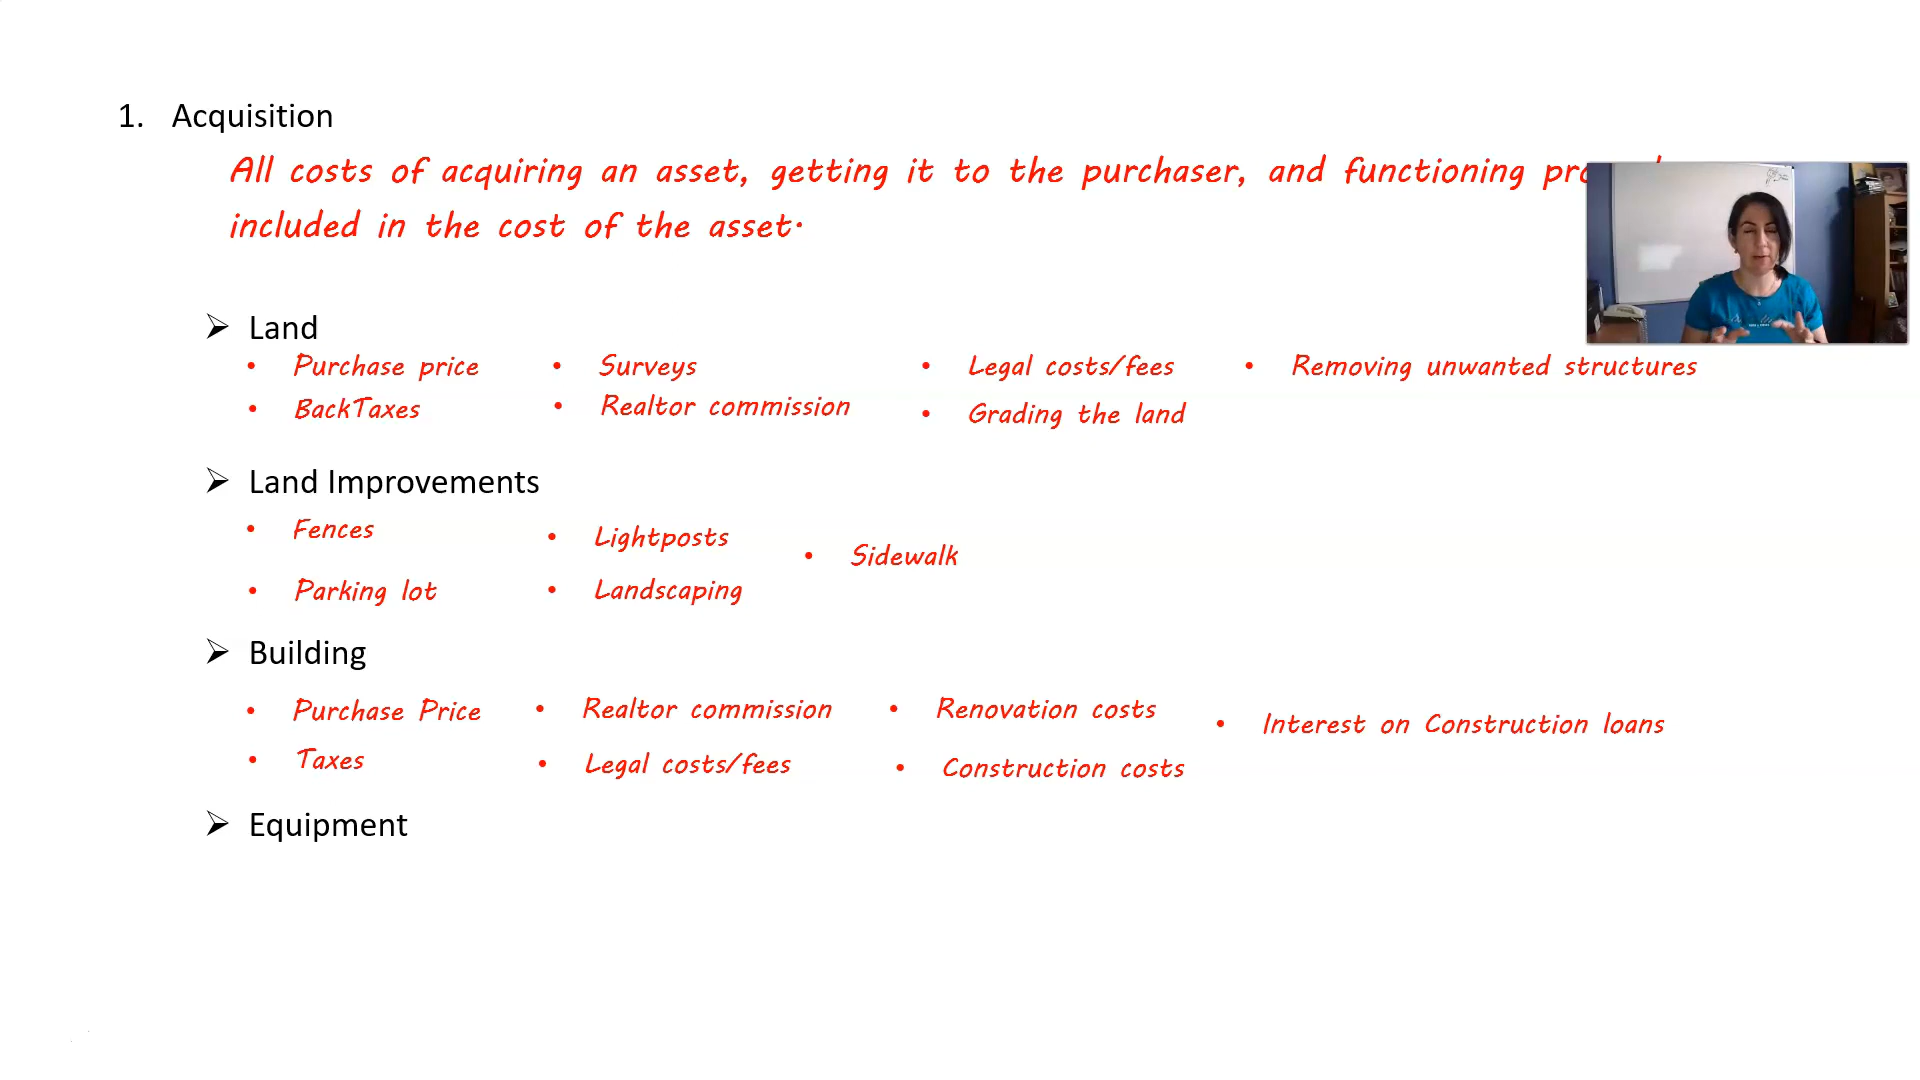 1. Acquisition
All costs of acquiring an asset, getting it to the purchaser, and functioning
included in the cost of the asset.
➢ Land
• Purchase price • Surveys • Legal costs/fees • Removing unwanted structures
• BackTaxes • Realtor commission • Grading the land
➢ Land Improvements
• Fences • Lightposts • Sidewalk
• Parking lot • Landscaping
➢ Building
• Purchase Price • Realtor commission • Renovation costs • Interest on Construction loans
• Taxes • Legal costs/fees • Construction costs
➢ Equipment